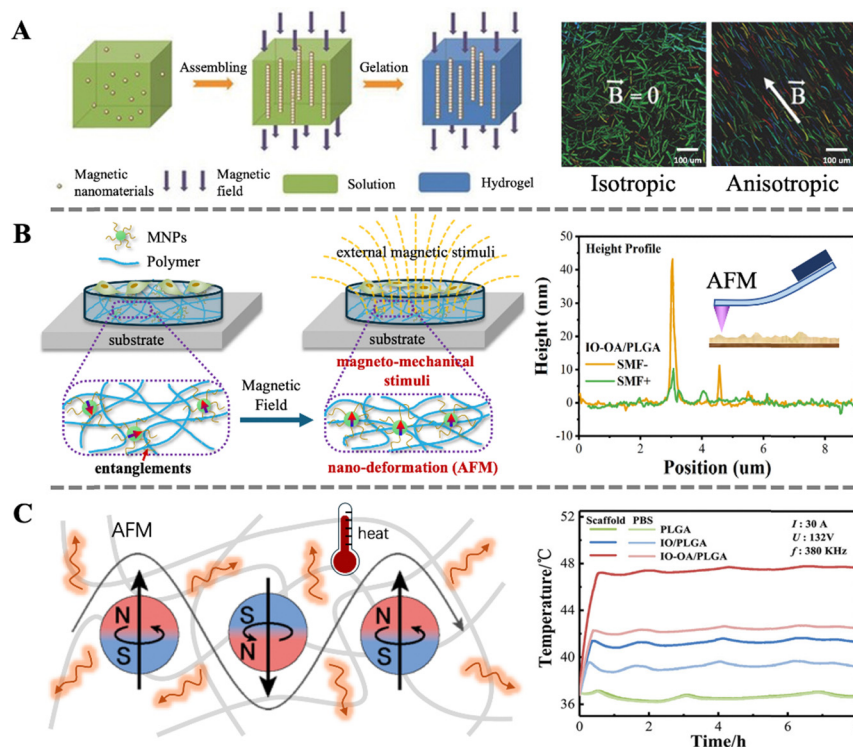 A
Assembling
Gelation
Magnetic
nanomaterials
Magnetic
field
Solution
Hydrogel
B = 0
100 um
Isotropic
B
100 um
Anisotropic
B
MNPs
Polymer
substrate
entanglements
Magnetic
Field
external magnetic stimuli
substrate
magneto-mechanical
stimuli
nano-deformation (AFM)
Height Profile
AFM
IO-OA/PLGA
SMF-
SMF+
Height (nm)
50
40
30
20
10
0
-10
0
2
4
6
8
Position (um)
C
AFM
heat
N
S
S
N
N
S
Scaffold PBS
PLGA
IO/PLGA
IO-OA/PLGA
I : 30 A
U : 132V
f : 380 KHz
Temperature/℃
52
48
44
40
36
0
2
4
6
Time/h